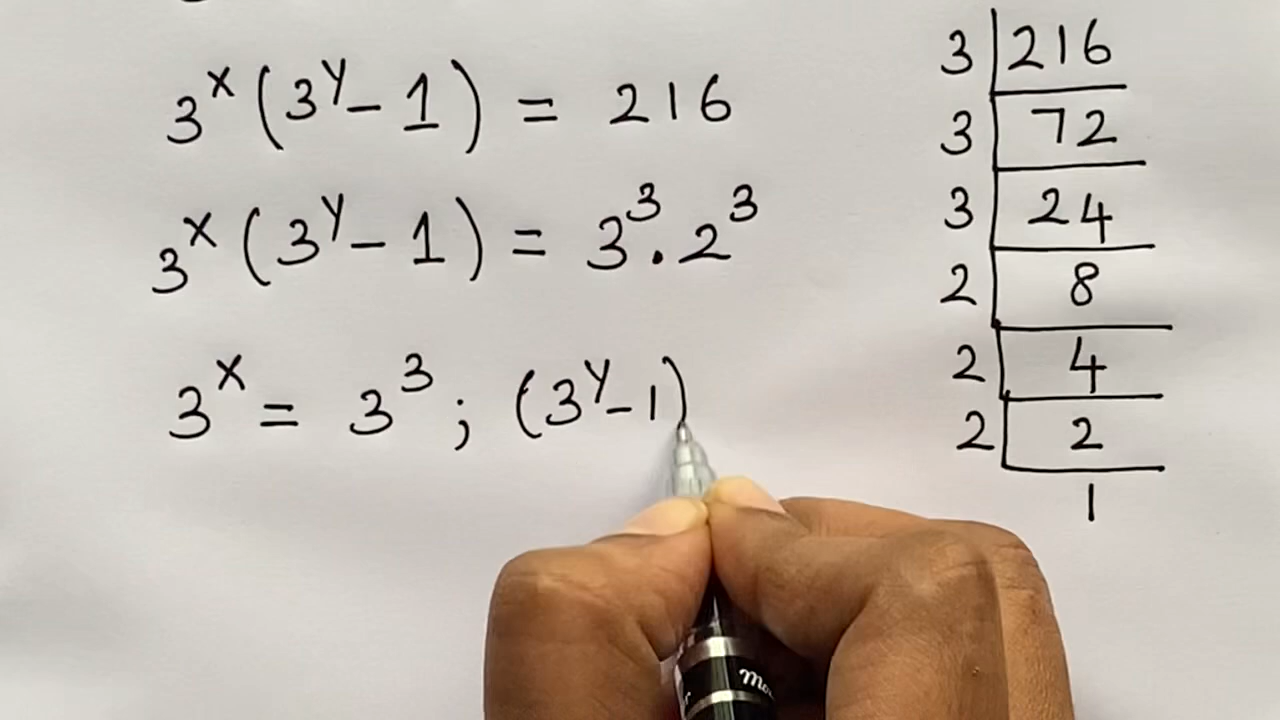 3^x (3^y - 1) = 216
3^x (3^y - 1) = 3^3 . 2^3
3^x = 3^3 ; (3^y - 1)
3 | 216
3 | 72
3 | 24
2 | 8
2 | 4
2 | 2
1